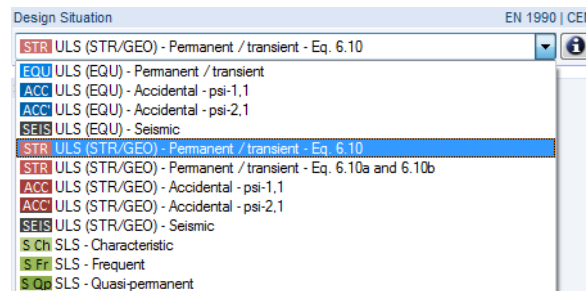 Design Situation EN 1990 | CEN
STR ULS (STR/GEO) - Permanent / transient - Eq. 6.10
EQU ULS (EQU) - Permanent / transient
ACC ULS (EQU) - Accidental - psi-1,1
ACC' ULS (EQU) - Accidental - psi-2,1
SEIS ULS (EQU) - Seismic
STR ULS (STR/GEO) - Permanent / transient - Eq. 6.10
STR ULS (STR/GEO) - Permanent / transient - Eq. 6.10a and 6.10b
ACC ULS (STR/GEO) - Accidental - psi-1,1
ACC' ULS (STR/GEO) - Accidental - psi-2,1
SEIS ULS (STR/GEO) - Seismic
S Ch SLS - Characteristic
S Fr SLS - Frequent
S Qp SLS - Quasi-permanent